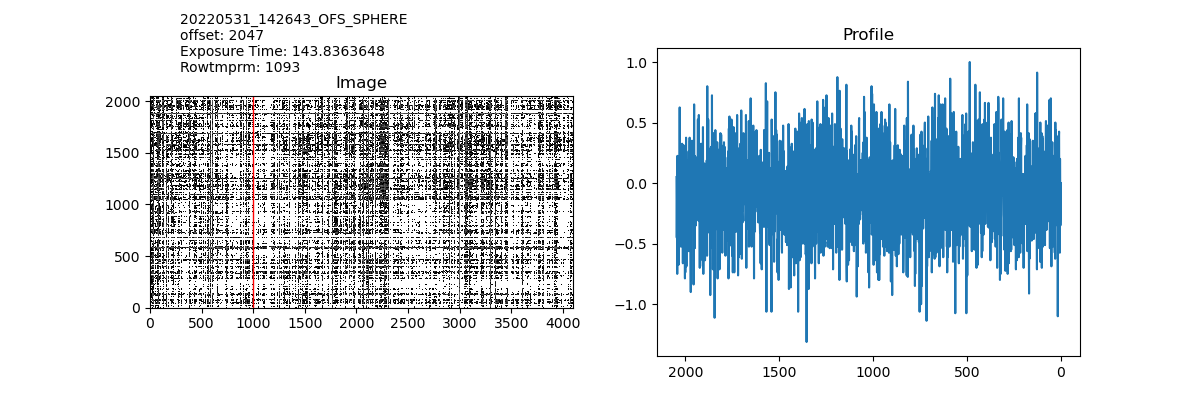 20220531_142643_OFS_SPHERE
offset: 2047
Exposure Time: 143.8363648
Rowtmprm: 1093
Image
2000
1500
1000
500
0
0 500 1000 1500 2000 2500 3000 3500 4000
Profile
1.0
0.5
0.0
−0.5
−1.0
2000 1500 1000 500 0